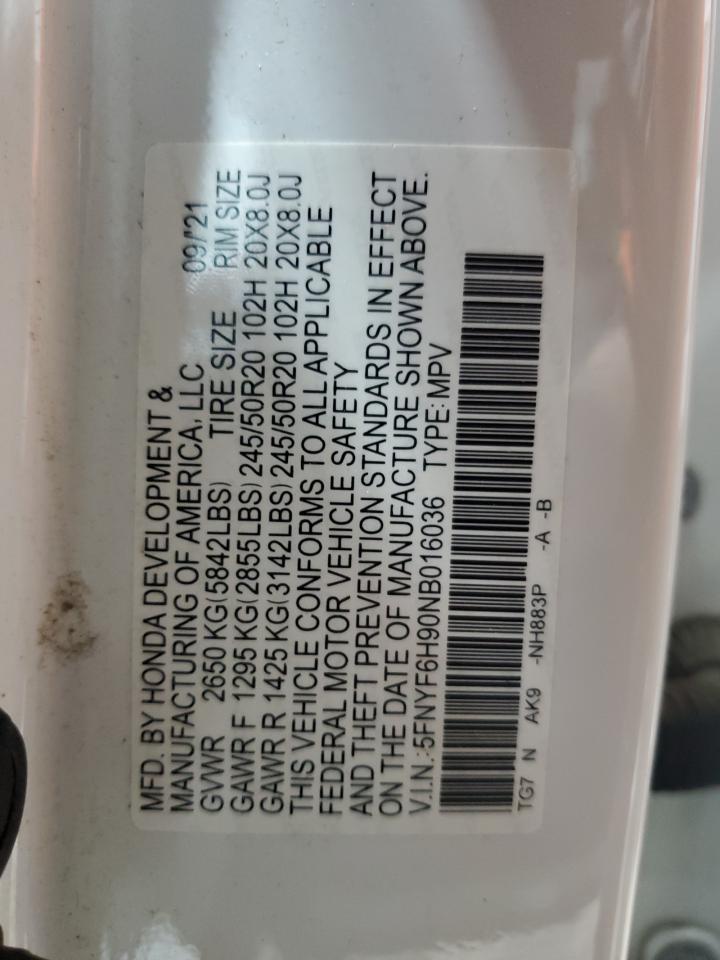 MFD. BY HONDA DEVELOPMENT &
MANUFACTURING OF AMERICA, LLC 09/'21
GVWR 2650 KG(5842LBS) TIRE SIZE RIM SIZE
GAWR F 1295 KG(2855LBS) 245/50R20 102H 20X8.0J
GAWR R 1425 KG(3142LBS) 245/50R20 102H 20X8.0J
THIS VEHICLE CONFORMS TO ALL APPLICABLE
FEDERAL MOTOR VEHICLE SAFETY
AND THEFT PREVENTION STANDARDS IN EFFECT
ON THE DATE OF MANUFACTURE SHOWN ABOVE.
V.I.N.:5FNYF6H90NB016036 TYPE:MPV
TG7 N AK9 -NH883P -A -B